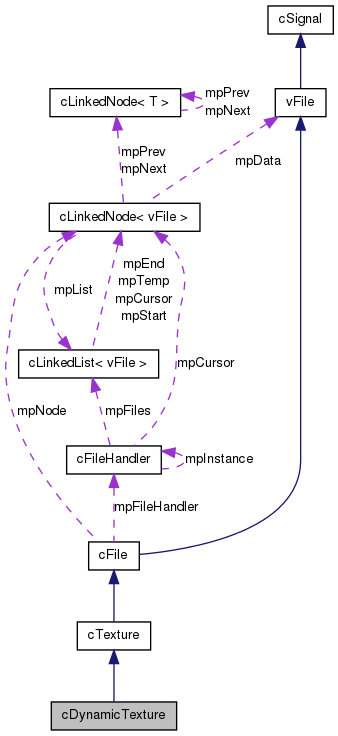 cSignal
cLinkedNode< T >
mpPrev
mpNext
vFile
mpPrev
mpNext
mpData
cLinkedNode< vFile >
mpList
mpEnd
mpTemp
mpCursor
mpStart
cLinkedList< vFile >
mpCursor
mpNode
mpFiles
cFileHandler
mpInstance
mpFileHandler
cFile
cTexture
cDynamicTexture